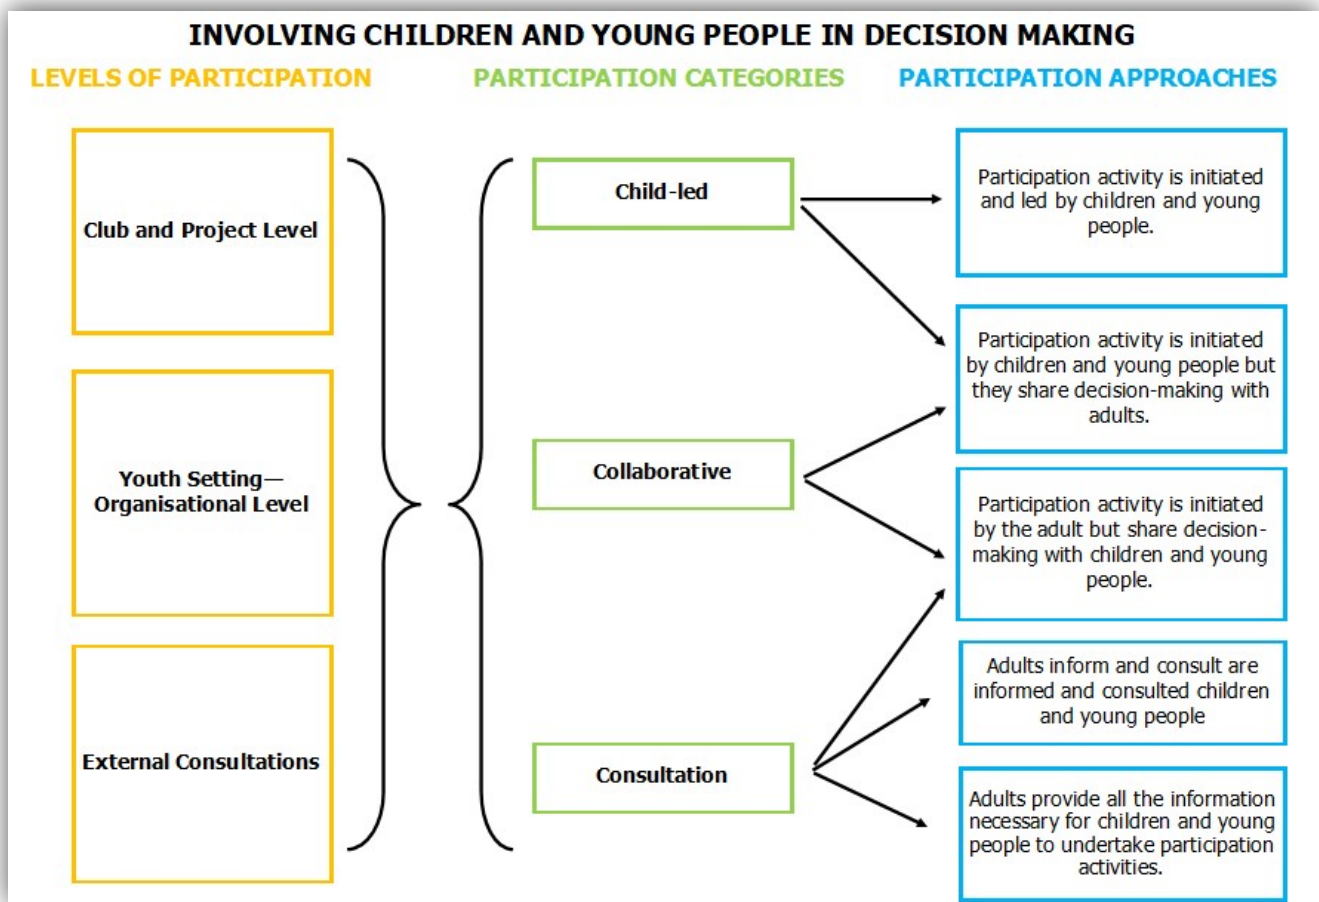 INVOLVING CHILDREN AND YOUNG PEOPLE IN DECISION MAKING
LEVELS OF PARTICIPATION
PARTICIPATION CATEGORIES
PARTICIPATION APPROACHES
Club and Project Level
Youth Setting—
Organisational Level
External Consultations
Child-led
Collaborative
Consultation
Participation activity is initiated
and led by children and young
people.
Participation activity is initiated
by children and young people but
they share decision-making with
adults.
Participation activity is initiated
by the adult but share decision-
making with children and young
people.
Adults inform and consult are
informed and consulted children
and young people
Adults provide all the information
necessary for children and young
people to undertake participation
activities.